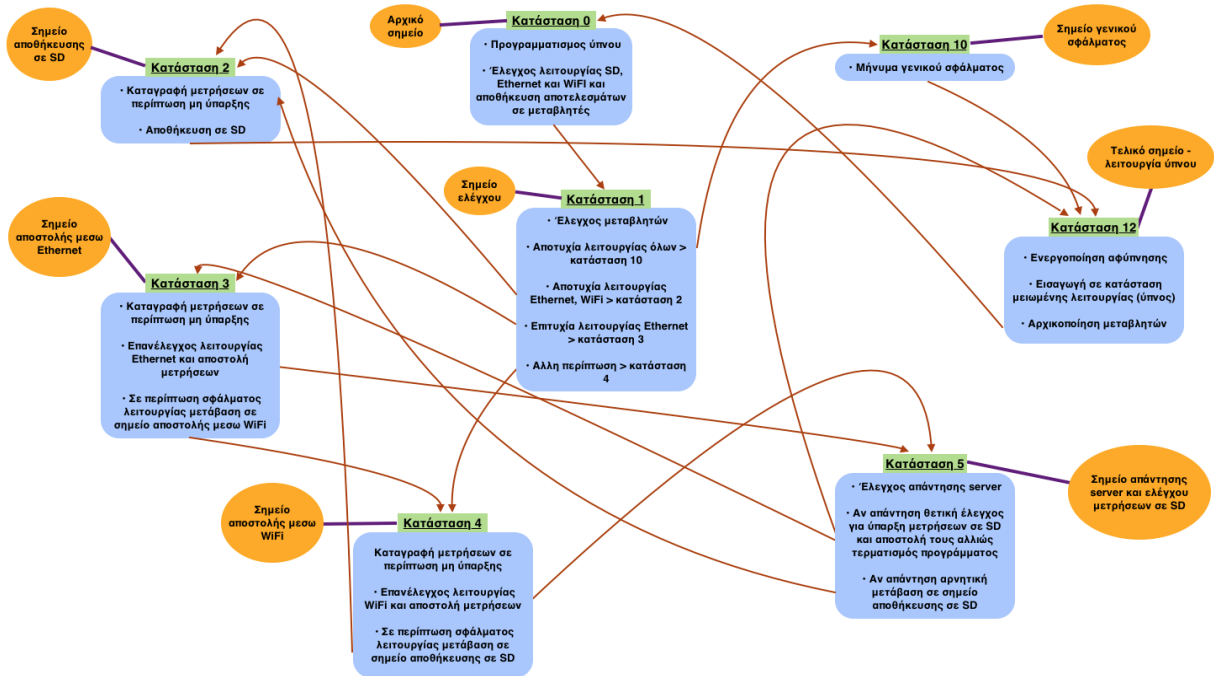 Σημείο
αποθήκευσης
σε SD
Κατάσταση 2
· Καταγραφή μετρήσεων σε
περίπτωση μη ύπαρξης
· Αποθήκευση σε SD
Αρχικό
σημείο
Κατάσταση 0
· Προγραμματισμος ύπνου
· Έλεγχος λειτουργίας SD,
Ethernet και WiFI και
αποθήκευση αποτελεσμάτων
σε μεταβλητές
Κατάσταση 10
· Μήνυμα γενικού σφάλματος
Σημείο γενικού
σφάλματος
Σημείο
ελέγχου
Κατάσταση 1
· Έλεγχος μεταβλητών
· Αποτυχία λειτουργίας όλων >
κατάσταση 10
· Αποτυχία λειτουργίας
Ethernet, WiFi > κατάσταση 2
· Επιτυχία λειτουργίας Ethernet
> κατάσταση 3
· Αλλη περίπτωση > κατάσταση
4
Τελικό σημείο -
λειτουργία ύπνου
Κατάσταση 12
· Ενεργοποίηση αφύπνησης
· Εισαγωγή σε κατάσταση
μειωμένης λειτουργίας (ύπνος)
· Αρχικοποίηση μεταβλητών
Σημείο
αποστολής μεσω
Ethernet
Κατάσταση 3
· Καταγραφή μετρήσεων σε
περίπτωση μη ύπαρξης
· Επανέλεγχος λειτουργίας
Ethernet και αποστολή
μετρήσεων
· Σε περίπτωση σφάλματος
λειτουργίας μετάβαση σε
σημείο αποστολής μεσω WiFi
Σημείο
αποστολής μεσω
WiFi
Κατάσταση 4
Καταγραφή μετρήσεων σε
περίπτωση μη ύπαρξης
· Επανέλεγχος λειτουργίας
WiFi και αποστολή μετρήσεων
· Σε περίπτωση σφάλματος
λειτουργίας μετάβαση σε
σημείο αποθήκευσης σε SD
Κατάσταση 5
· Έλεγχος απάντησης server
· Αν απάντηση θετική έλεγχος
για ύπαρξη μετρήσεων σε SD
και αποστολή τους αλλιώς
τερματισμός προγράμματος
· Αν απάντηση αρνητική
μετάβαση σε σημείο
αποθήκευσης σε SD
Σημείο απάντησης
server και ελέγχου
μετρήσεων σε SD